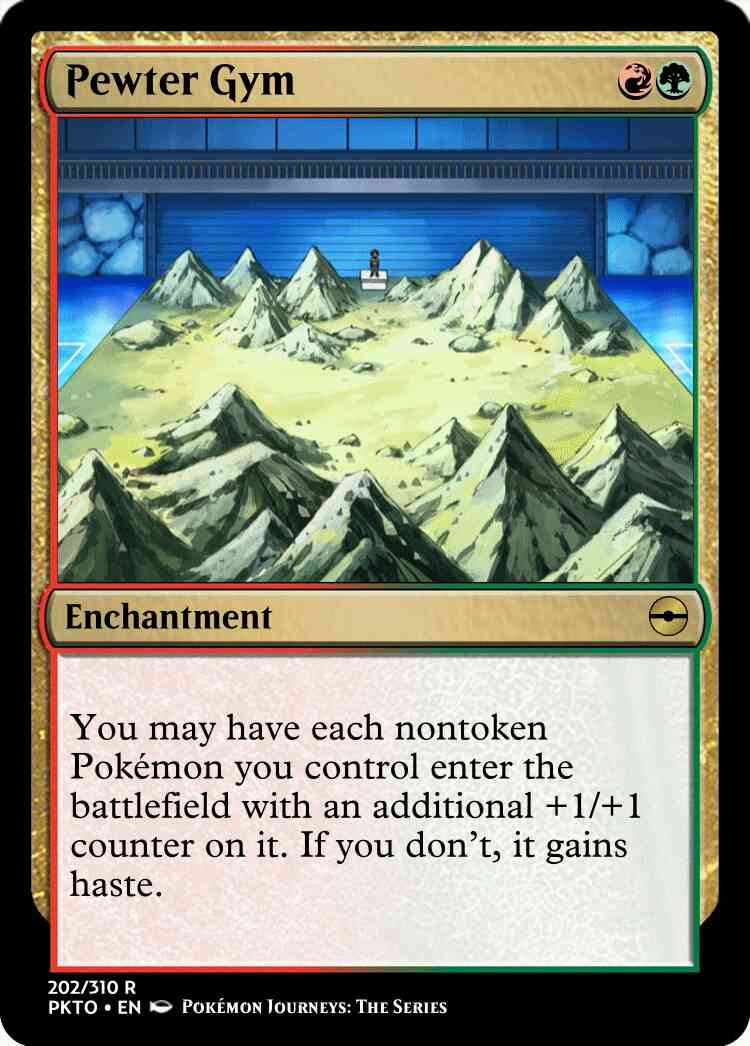 Pewter Gym
Enchantment
You may have each nontoken
Pokémon you control enter the
battlefield with an additional +1/+1
counter on it. If you don't, it gains
haste.
202/310 R
PKTO • EN Pokémon Journeys: The Series